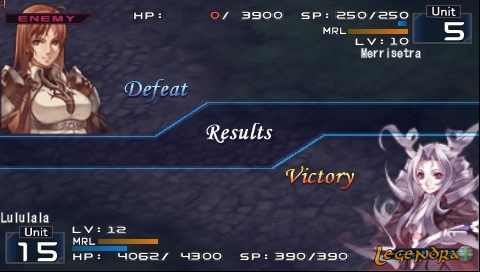 ENEMY HP: 0/ 3900 SP: 250/250
MRL
LV: 10
Unit
5
Merrisetra
Defeat
Results
Victory
Lululala
Unit
15
LV: 12
MRL
HP: 4062/ 4300 SP: 390/390
Legendra